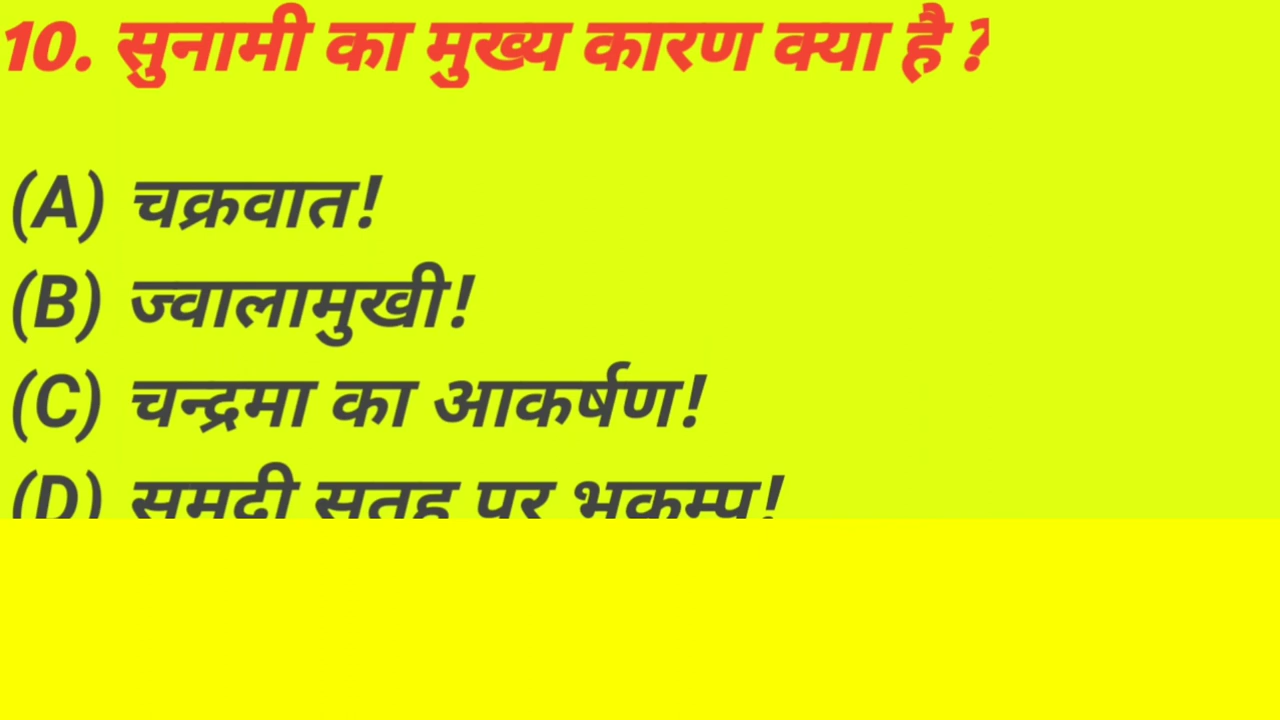 10. सुनामी का मुख्य कारण क्या है ?
(A) चक्रवात!
(B) ज्वालामुखी!
(C) चन्द्रमा का आकर्षण!
(D) समुद्री सतह पर भूकम्प!